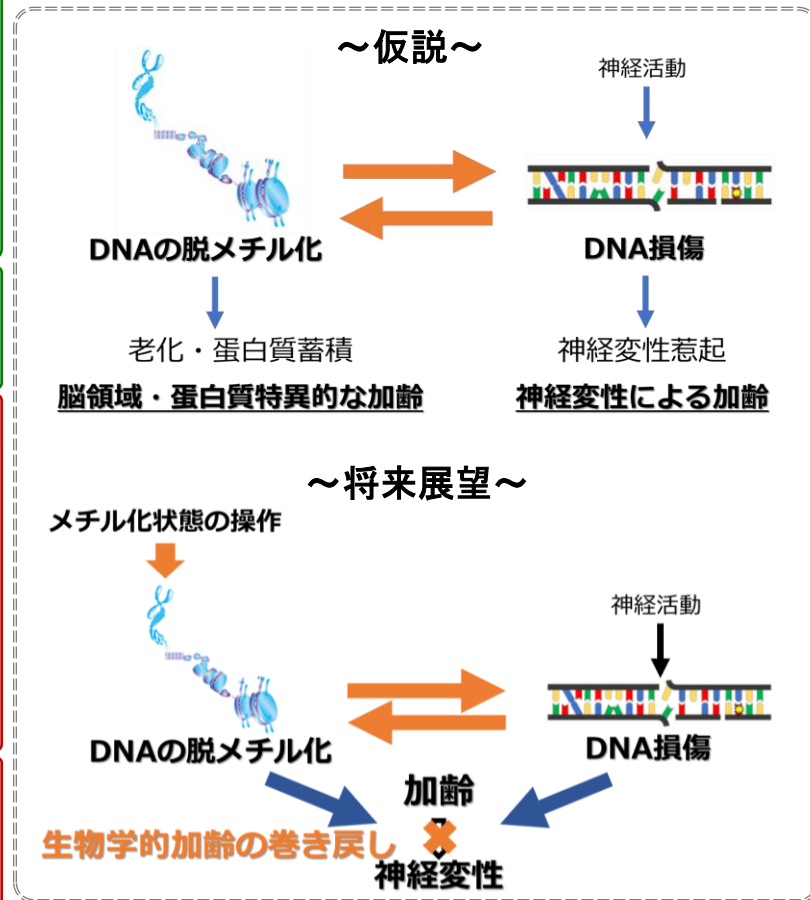 ～仮説～
神経活動
DNAの脱メチル化
DNA損傷
老化・蛋白質蓄積
神経変性惹起
脳領域・蛋白質特異的な加齢
神経変性による加齢
～将来展望～
メチル化状態の操作
神経活動
DNAの脱メチル化
DNA損傷
加齢
生物学的加齢の巻き戻し
神経変性